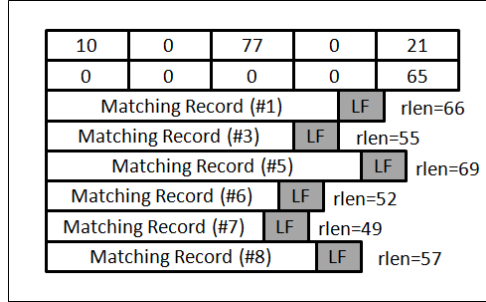 10 0 77 0 21
0 0 0 0 65
Matching Record (#1) LF rlen=66
Matching Record (#3) LF rlen=55
Matching Record (#5) LF rlen=69
Matching Record (#6) LF rlen=52
Matching Record (#7) LF rlen=49
Matching Record (#8) LF rlen=57